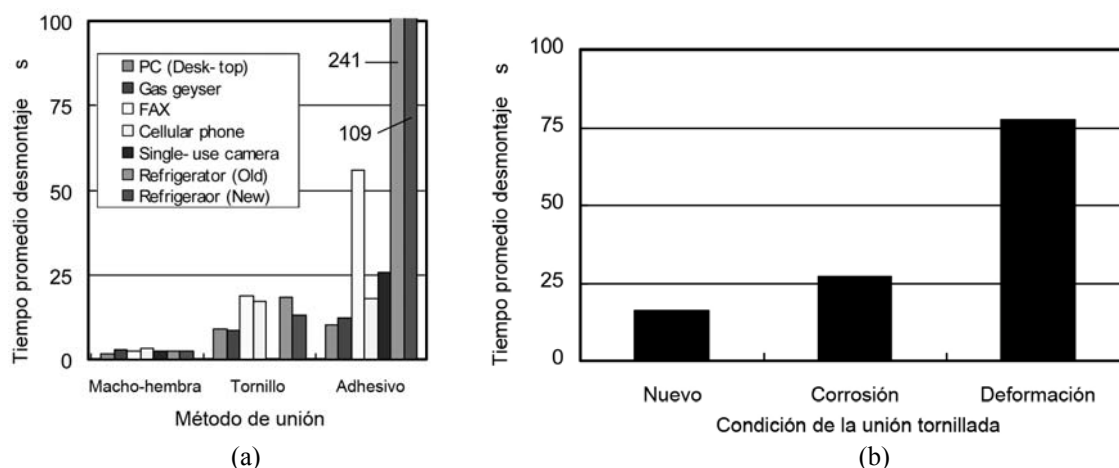 Tiempo promedio desmontaje s
100
75
50
25
0
PC (Desk- top)
Gas geyser
FAX
Cellular phone
Single- use camera
Refrigerator (Old)
Refrigeraor (New)
241
109
Macho-hembra Tornillo Adhesivo
Método de unión
(a)
Tiempo promedio desmontaje s
100
75
50
25
0
Nuevo Corrosión Deformación
Condición de la unión tornillada
(b)